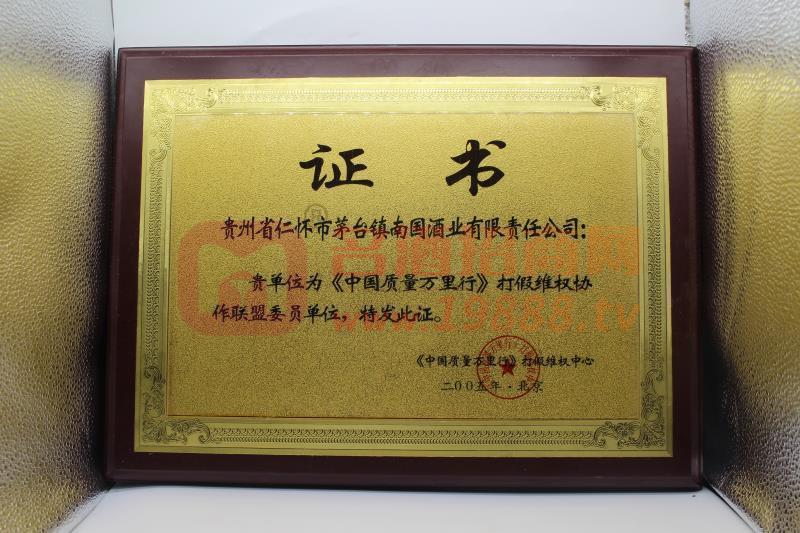 证 书
贵州省仁怀市茅台镇南国酒业有限责任公司：
贵单位为《中国质量万里行》打假维权协
作联盟委员单位，特发此证。
《中国质量万里行》打假维权中心
二00五年·北京
www.19888.tv